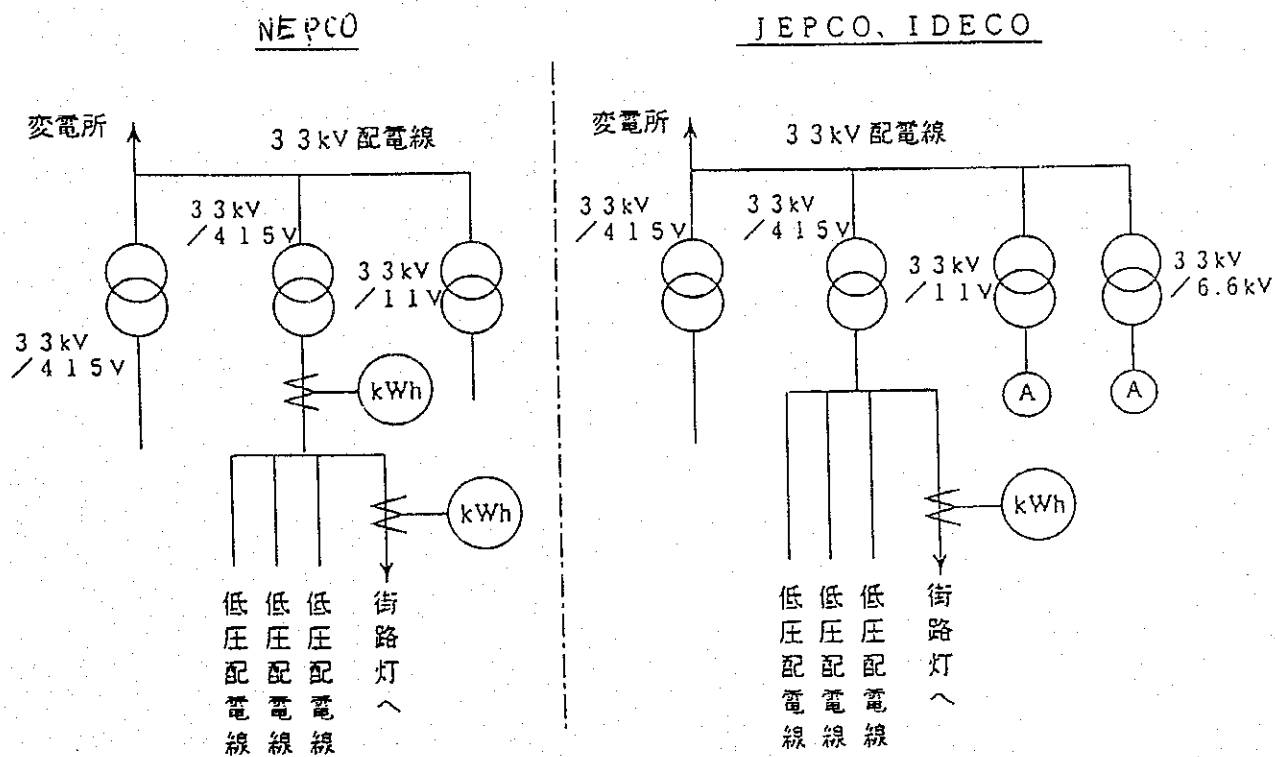 NEPCO
変電所
33kV配電線
33kV
/415V
33kV
/11V
33kV
/415V
kWh
kWh
低圧配電線
低圧配電線
低圧配電線
街路灯へ
JEPCO、IDECO
変電所
33kV配電線
33kV
/415V
33kV
/415V
33kV
/11V
33kV
/6.6kV
A
A
kWh
低圧配電線
低圧配電線
低圧配電線
街路灯へ